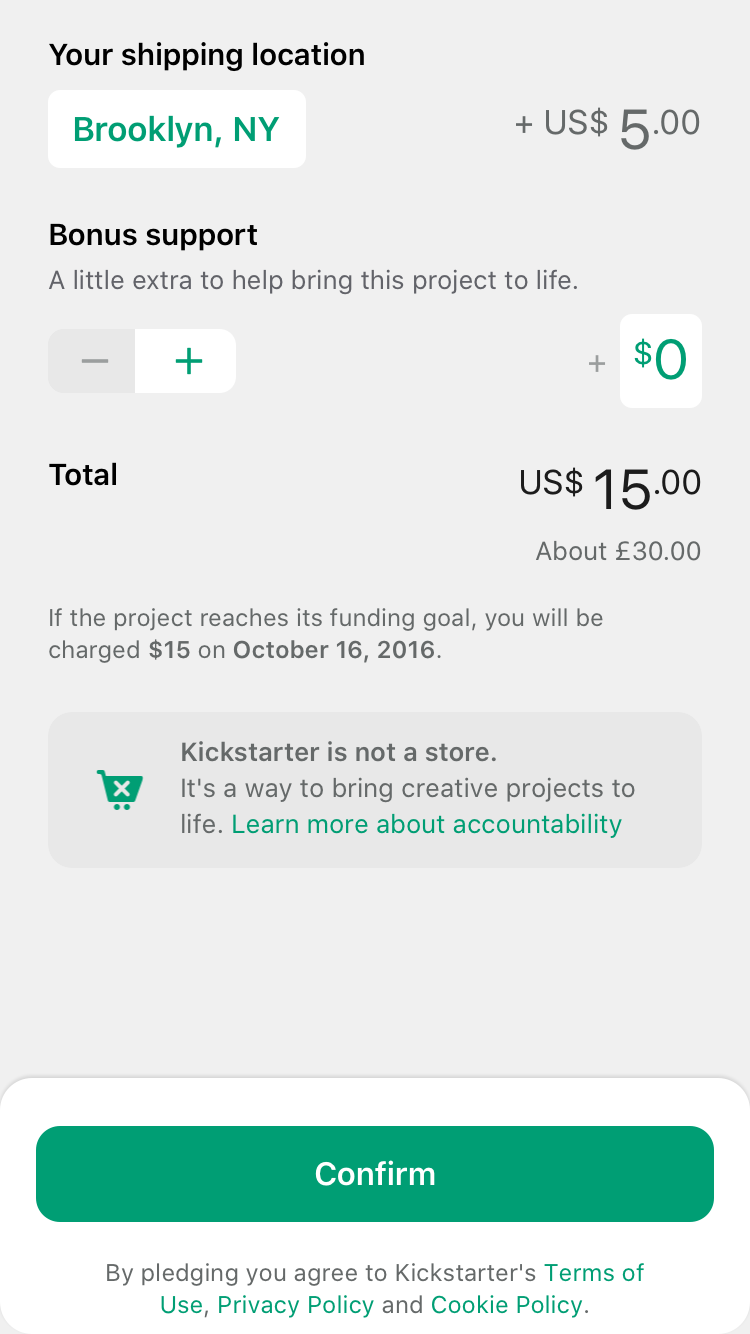 Your shipping location
Brooklyn, NY
+ US$ 5.00
Bonus support
A little extra to help bring this project to life.
− +
+ $0
Total
US$ 15.00
About £30.00
If the project reaches its funding goal, you will be
charged $15 on October 16, 2016.
Kickstarter is not a store.
It's a way to bring creative projects to
life. Learn more about accountability
Confirm
By pledging you agree to Kickstarter's Terms of
Use, Privacy Policy and Cookie Policy.